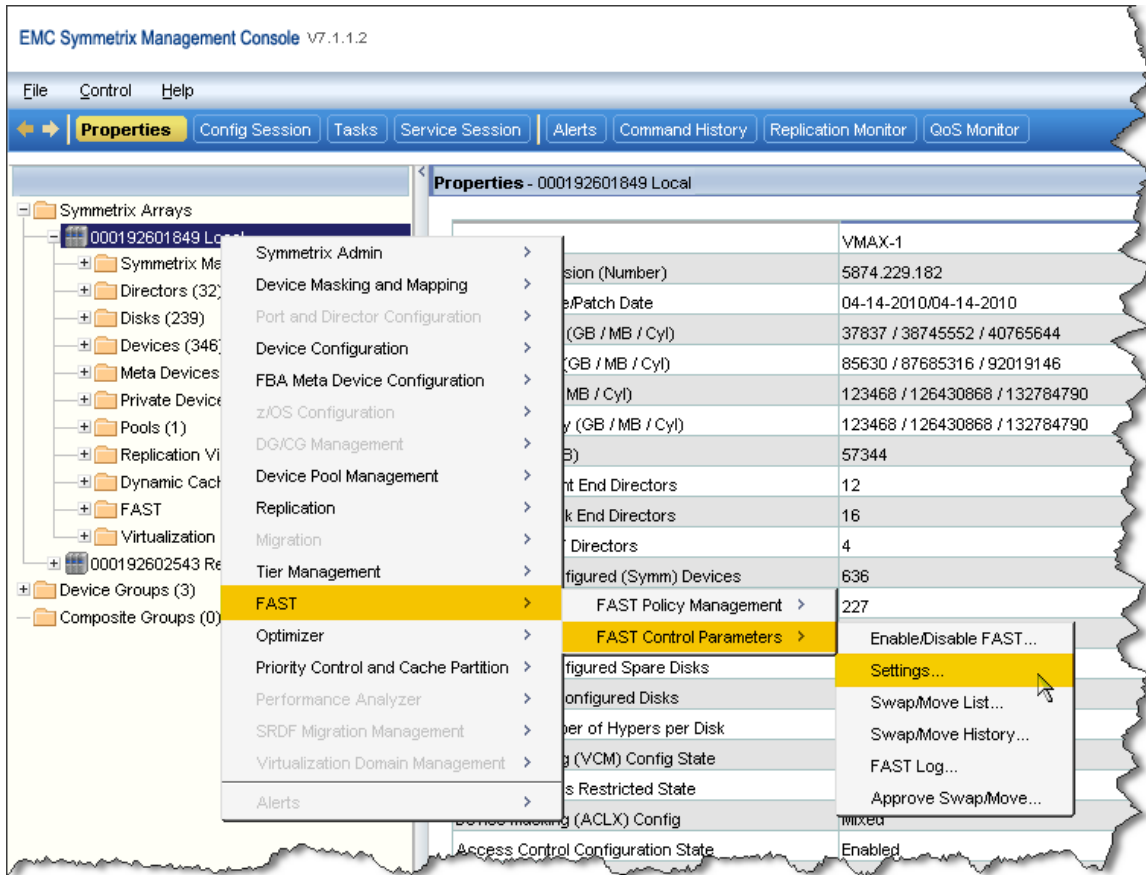 EMC Symmetrix Management Console V7.1.1.2
File Control Help
Properties Config Session Tasks Service Session Alerts Command History Replication Monitor QoS Monitor
Properties - 000192601849 Local
Symmetrix Arrays
000192601849 Local
Symmetrix Ma
Directors (32)
Disks (239)
Devices (346)
Meta Devices
Private Device
Pools (1)
Replication Vi
Dynamic Cach
FAST
Virtualization
000192602543 Re
Device Groups (3)
Composite Groups (0)
Symmetrix Admin
Device Masking and Mapping
Port and Director Configuration
Device Configuration
FBA Meta Device Configuration
z/OS Configuration
DG/CG Management
Device Pool Management
Replication
Migration
Tier Management
FAST
Optimizer
Priority Control and Cache Partition
Performance Analyzer
SRDF Migration Management
Virtualization Domain Management
Alerts
FAST Policy Management
FAST Control Parameters
Enable/Disable FAST...
Settings...
Swap/Move List...
Swap/Move History...
FAST Log...
Approve Swap/Move...
VMAX-1
sion (Number) 5874.229.182
e/Patch Date 04-14-2010/04-14-2010
(GB / MB / Cyl) 37837 / 38745552 / 40765644
(GB / MB / Cyl) 85630 / 87685316 / 92019146
MB / Cyl) 123468 / 126430868 / 132784790
y (GB / MB / Cyl) 123468 / 126430868 / 132784790
B) 57344
nt End Directors 12
k End Directors 16
Directors 4
figured (Symm) Devices 636
227
figured Spare Disks
onfigured Disks
ber of Hypers per Disk
g (VCM) Config State
s Restricted State
Device Masking (ACLX) Config Mixed
Access Control Configuration State Enabled